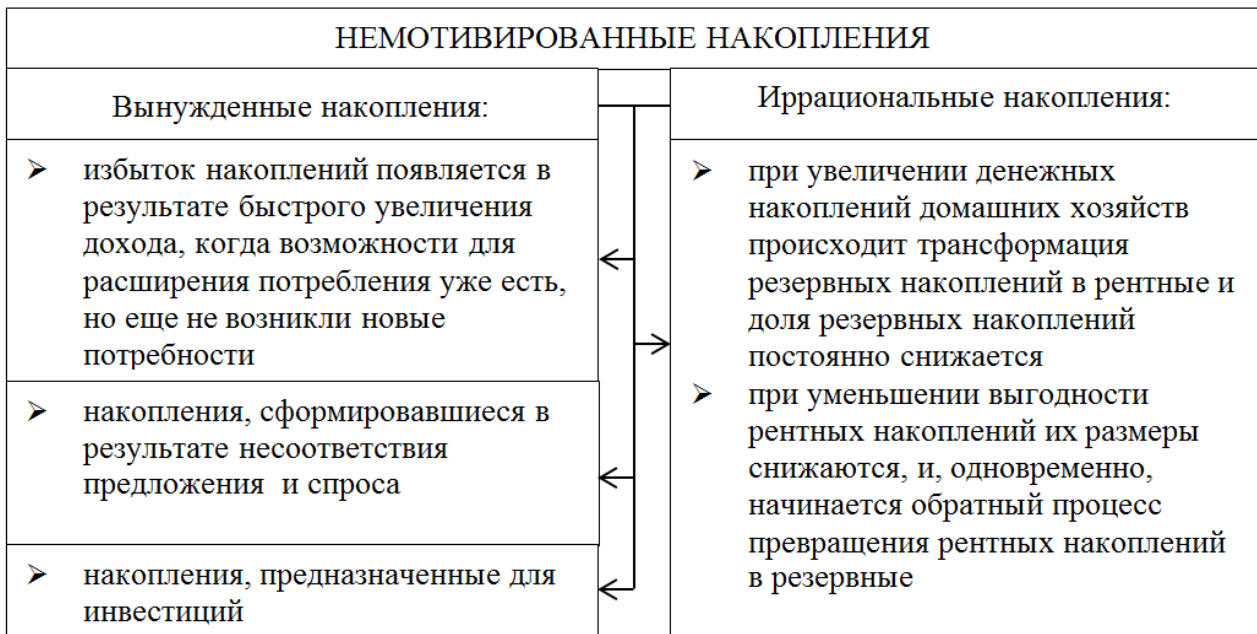 НЕМОТИВИРОВАННЫЕ НАКОПЛЕНИЯ
Вынужденные накопления:
➢ избыток накоплений появляется в
результате быстрого увеличения
дохода, когда возможности для
расширения потребления уже есть,
но еще не возникли новые
потребности
➢ накопления, сформировавшиеся в
результате несоответствия
предложения и спроса
➢ накопления, предназначенные для
инвестиций
Иррациональные накопления:
➢ при увеличении денежных
накоплений домашних хозяйств
происходит трансформация
резервных накоплений в рентные и
доля резервных накоплений
постоянно снижается
➢ при уменьшении выгодности
рентных накоплений их размеры
снижаются, и, одновременно,
начинается обратный процесс
превращения рентных накоплений
в резервные